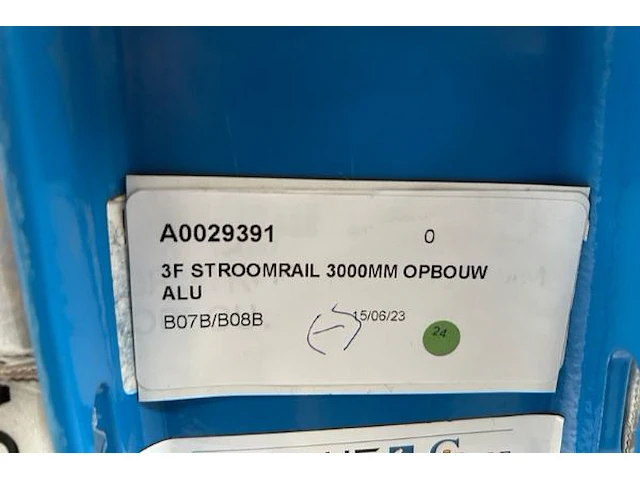 A0029391 0
3F STROOMRAIL 3000MM OPBOUW
ALU
B07B/B08B 15/06/23
24